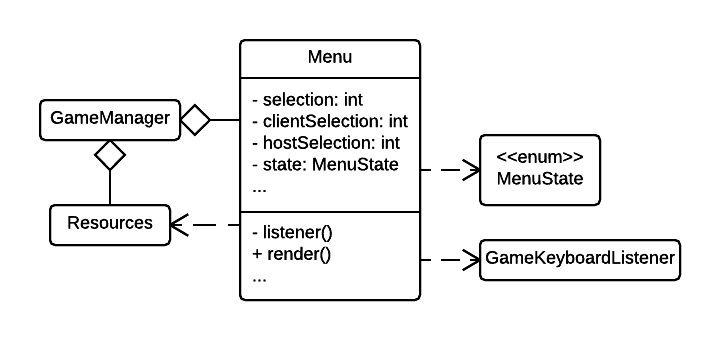 Menu
- selection: int
- clientSelection: int
- hostSelection: int
- state: MenuState
...
- listener()
+ render()
...
GameManager
Resources
<<enum>>
MenuState
GameKeyboardListener